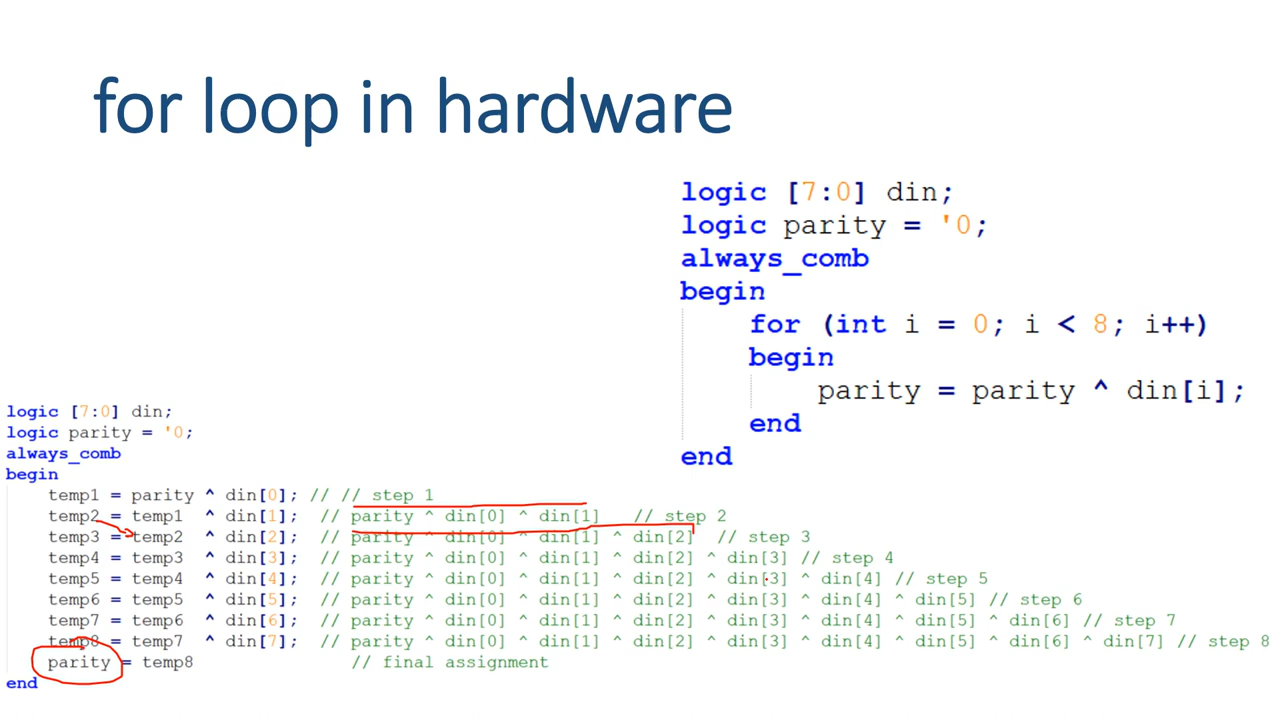 for loop in hardware
logic [7:0] din;
logic parity = '0;
always_comb
begin
for (int i = 0; i < 8; i++)
begin
parity = parity ^ din[i];
end
end
logic [7:0] din;
logic parity = '0;
always_comb
begin
temp1 = parity ^ din[0]; // // step 1
temp2 = temp1 ^ din[1]; // parity ^ din[0] ^ din[1] // step 2
temp3 = temp2 ^ din[2]; // parity ^ din[0] ^ din[1] ^ din[2] // step 3
temp4 = temp3 ^ din[3]; // parity ^ din[0] ^ din[1] ^ din[2] ^ din[3] // step 4
temp5 = temp4 ^ din[4]; // parity ^ din[0] ^ din[1] ^ din[2] ^ din[3] ^ din[4] // step 5
temp6 = temp5 ^ din[5]; // parity ^ din[0] ^ din[1] ^ din[2] ^ din[3] ^ din[4] ^ din[5] // step 6
temp7 = temp6 ^ din[6]; // parity ^ din[0] ^ din[1] ^ din[2] ^ din[3] ^ din[4] ^ din[5] ^ din[6] // step 7
temp8 = temp7 ^ din[7]; // parity ^ din[0] ^ din[1] ^ din[2] ^ din[3] ^ din[4] ^ din[5] ^ din[6] ^ din[7] // step 8
parity = temp8 // final assignment
end